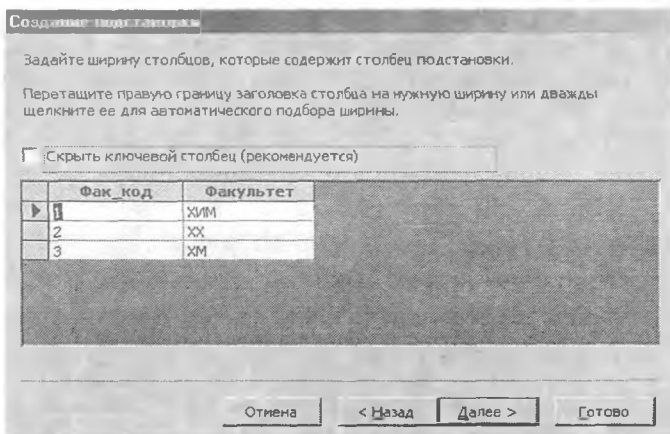 Создание подстановки
Задайте ширину столбцов, которые содержит столбец подстановки.
Перетащите правую границу заголовка столбца на нужную ширину или дважды
щелкните ее для автоматического подбора ширины.
Скрыть ключевой столбец (рекомендуется)
Фак_код Факультет
1 ХИМ
2 ХХ
3 ХМ
Отмена < Назад Далее > Готово